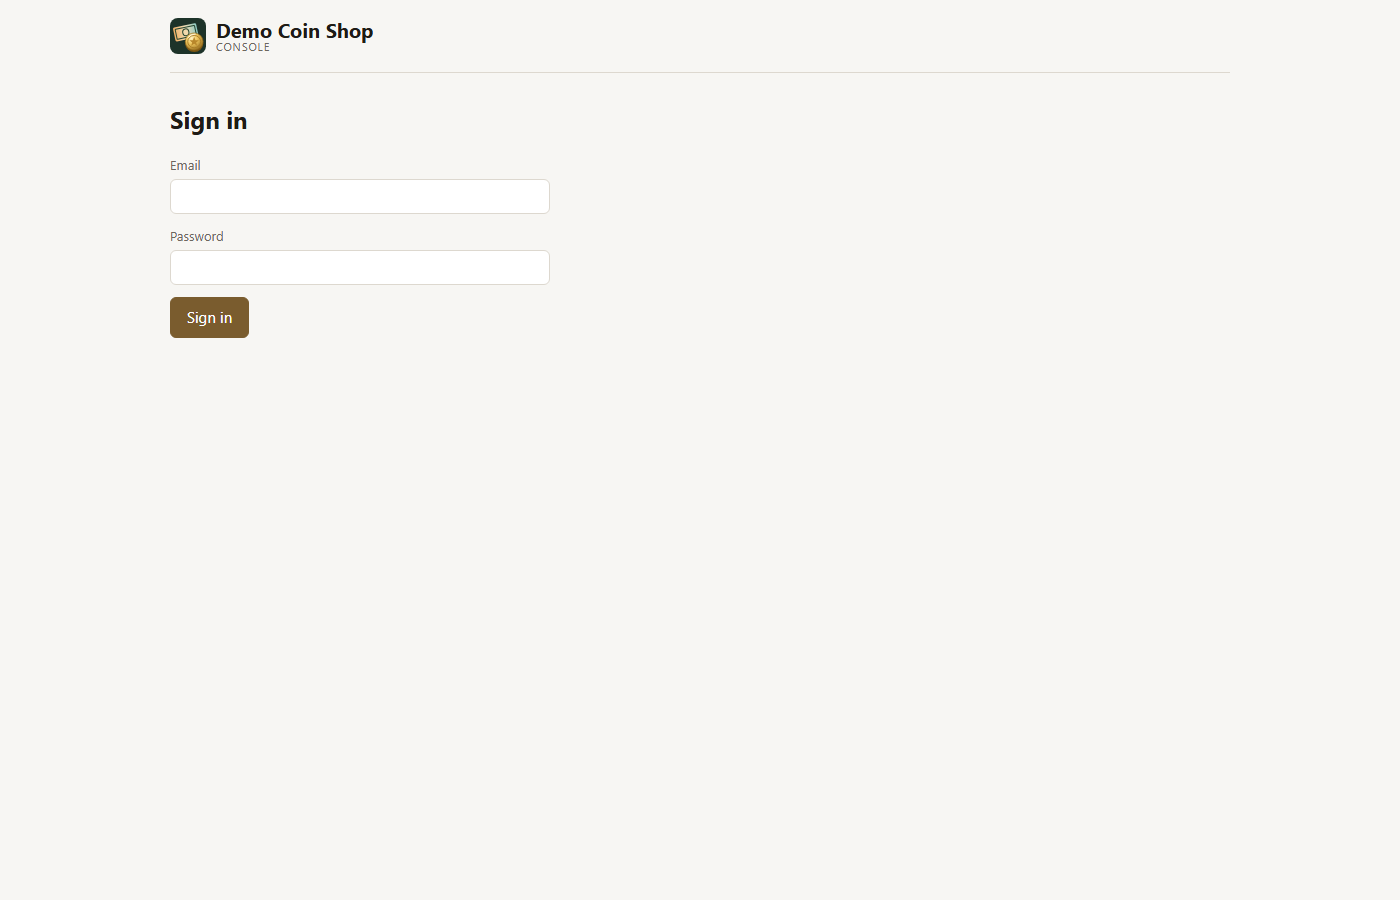 Demo Coin Shop
CONSOLE
Sign in
Email
Password
Sign in